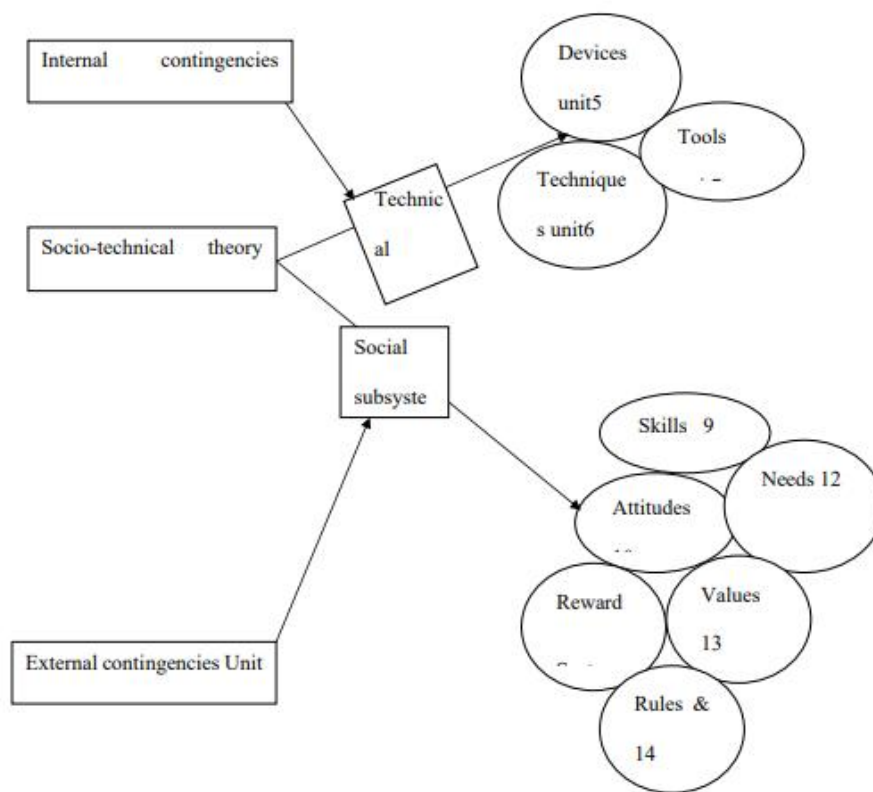 Internal contingencies
Devices
unit5
Tools
Technique
s unit6
Technic
al
Socio-technical theory
Social
subsyste
Skills 9
Needs 12
Attitudes
Reward
Values
13
External contingencies Unit
Rules &
14